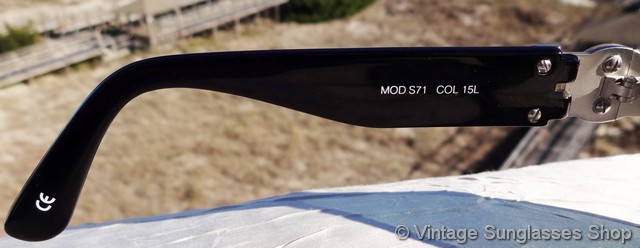 MOD S71 COL 15L
CE
© Vintage Sunglasses Shop